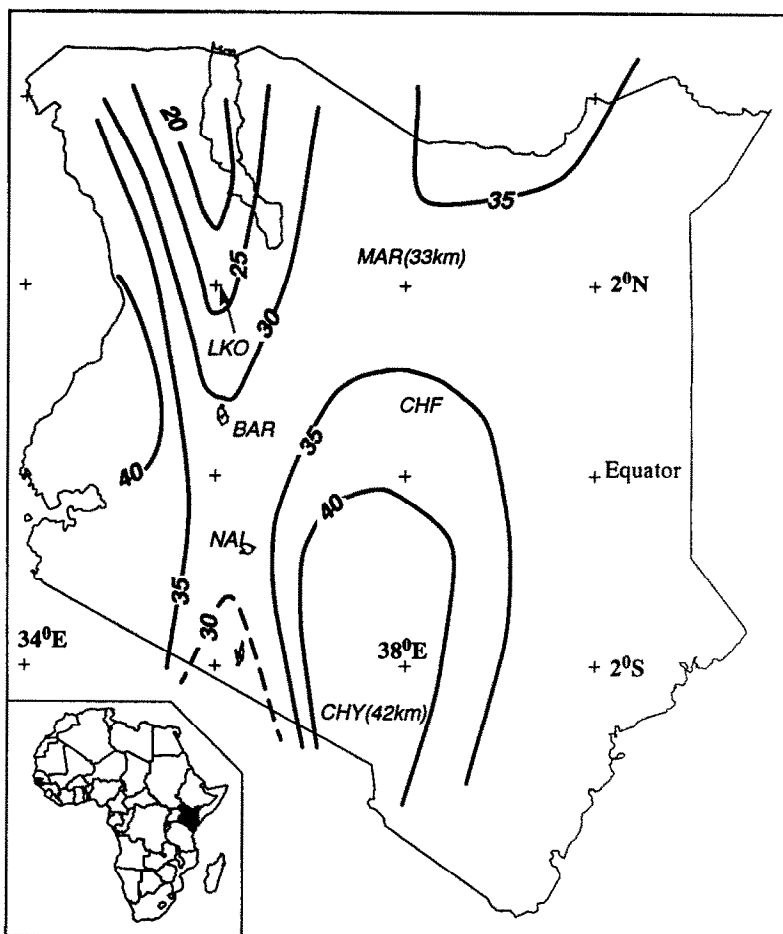 20
35
25
MAR(33km)
2⁰N
30
LKO
CHF
BAR
35
40
40
Equator
NAI
35
30
34⁰E
38⁰E
2⁰S
CHY(42km)